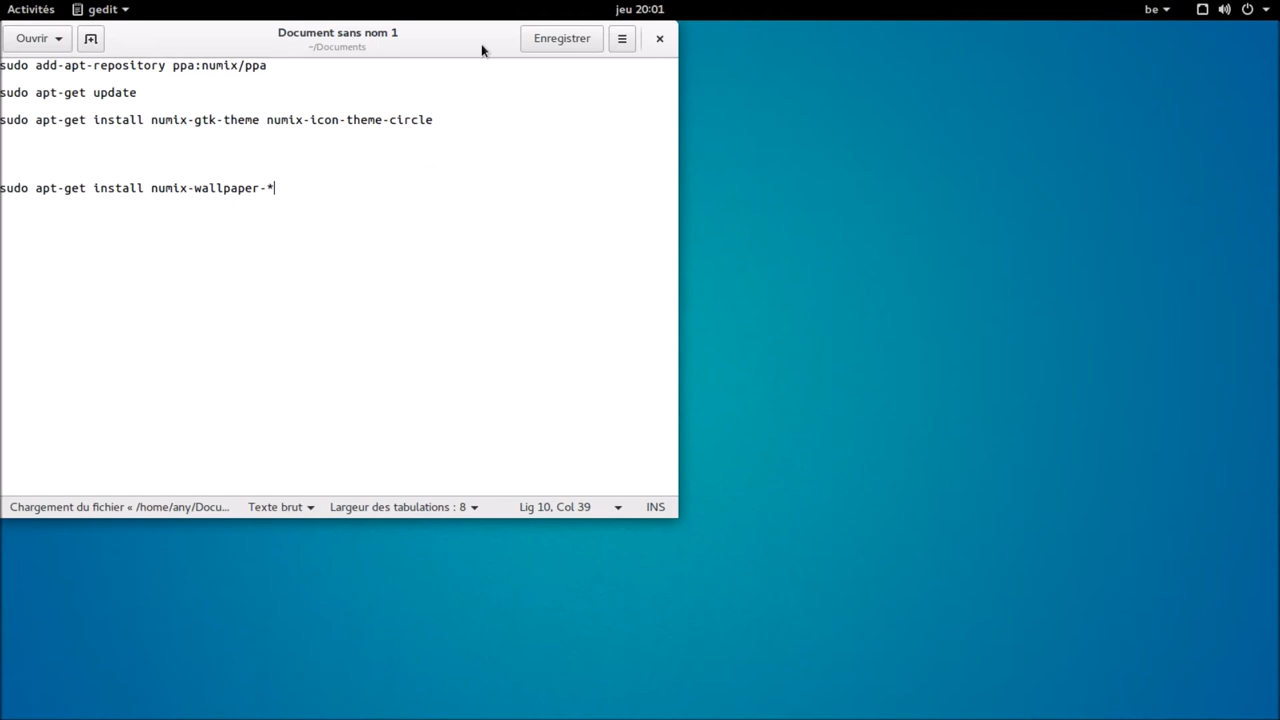 Activités gedit jeu 20:01 be
Ouvrir Document sans nom 1 Enregistrer
~/Documents
sudo add-apt-repository ppa:numix/ppa
sudo apt-get update
sudo apt-get install numix-gtk-theme numix-icon-theme-circle
sudo apt-get install numix-wallpaper-*
Chargement du fichier « /home/any/Docu... Texte brut Largeur des tabulations : 8 Lig 10, Col 39 INS